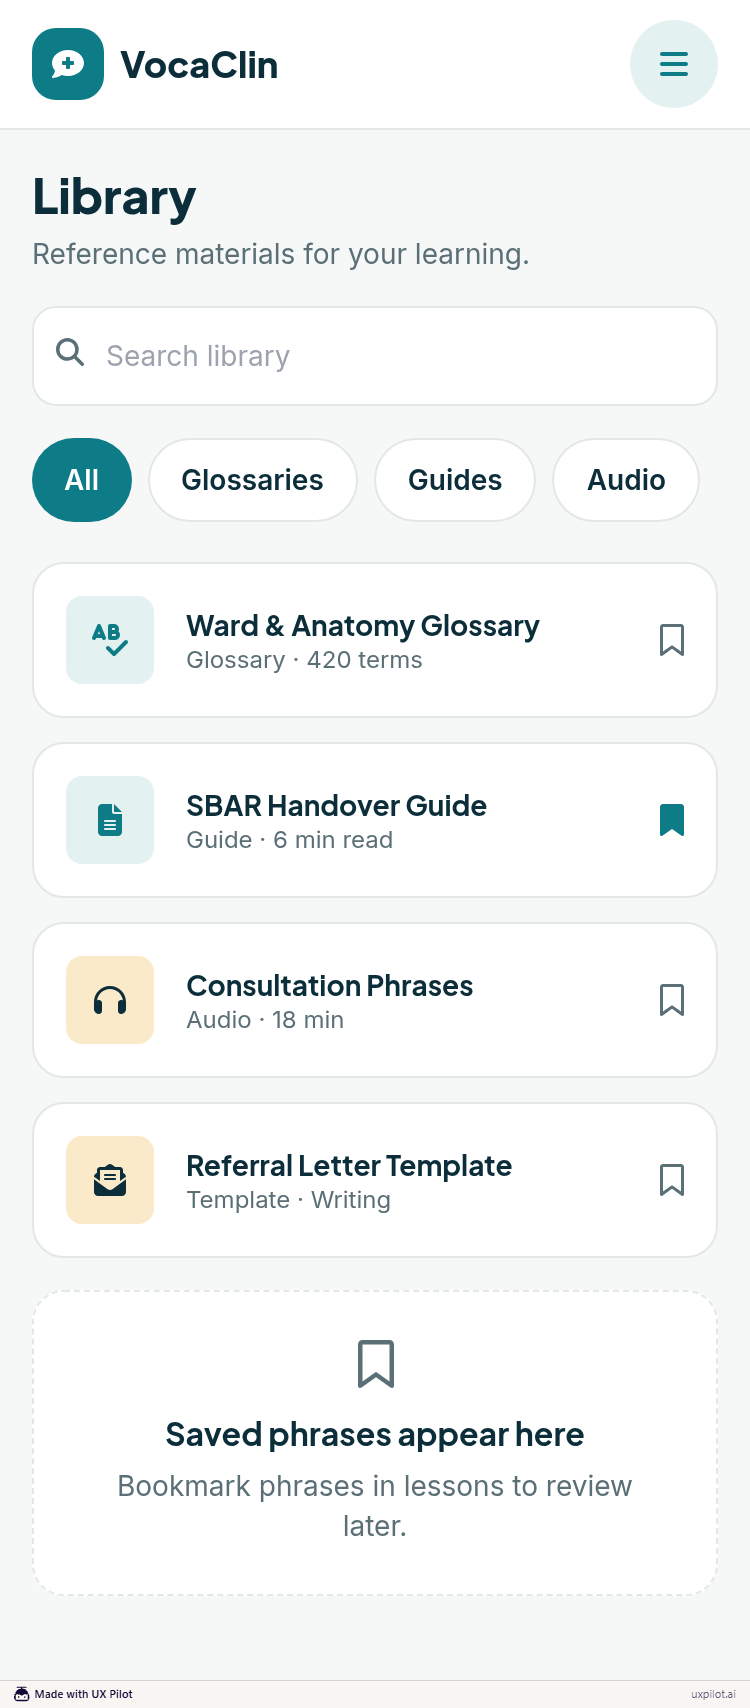 VocaClin
Library
Reference materials for your learning.
Search library
All
Glossaries
Guides
Audio
AB
Ward & Anatomy Glossary
Glossary · 420 terms
SBAR Handover Guide
Guide · 6 min read
Consultation Phrases
Audio · 18 min
Referral Letter Template
Template · Writing
Saved phrases appear here
Bookmark phrases in lessons to review
later.
Made with UX Pilot
uxpilot.ai